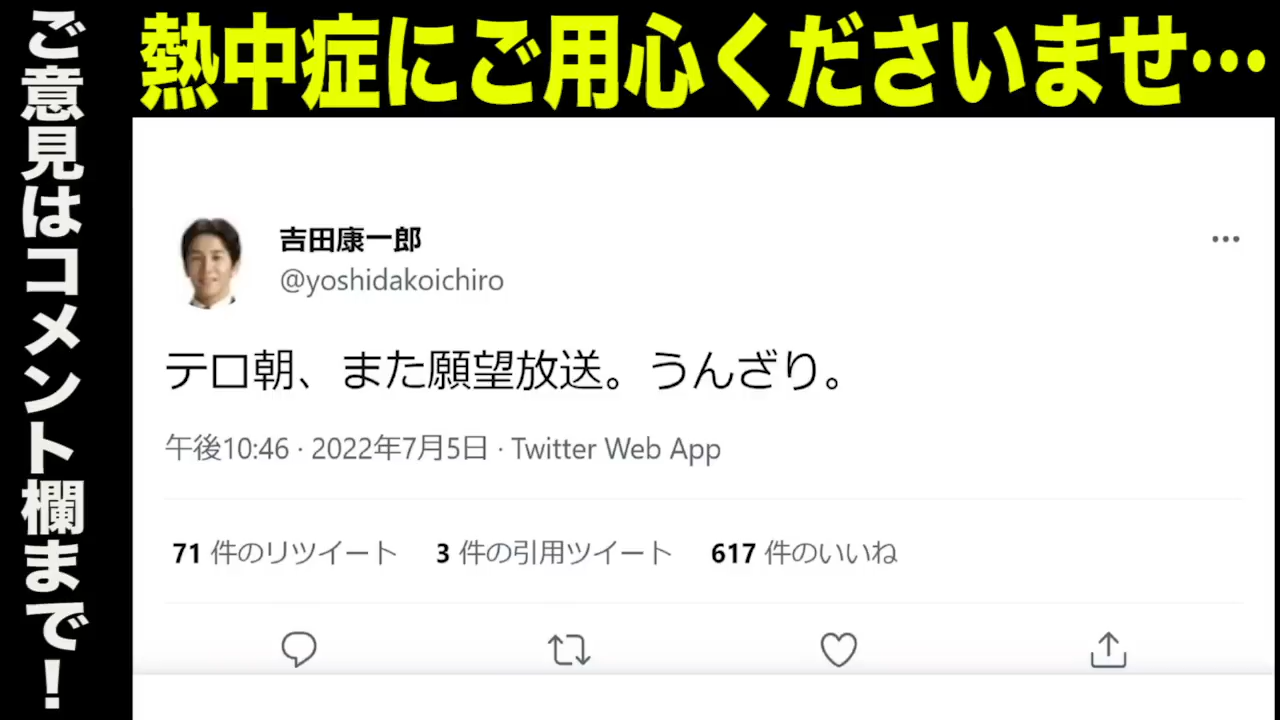 熱中症にご用心くださいませ…
ご意見はコメント欄まで！
吉田康一郎
@yoshidakoichiro
テロ朝、また願望放送。うんざり。
午後10:46 · 2022年7月5日 · Twitter Web App
71 件のリツイート 3 件の引用ツイート 617 件のいいね